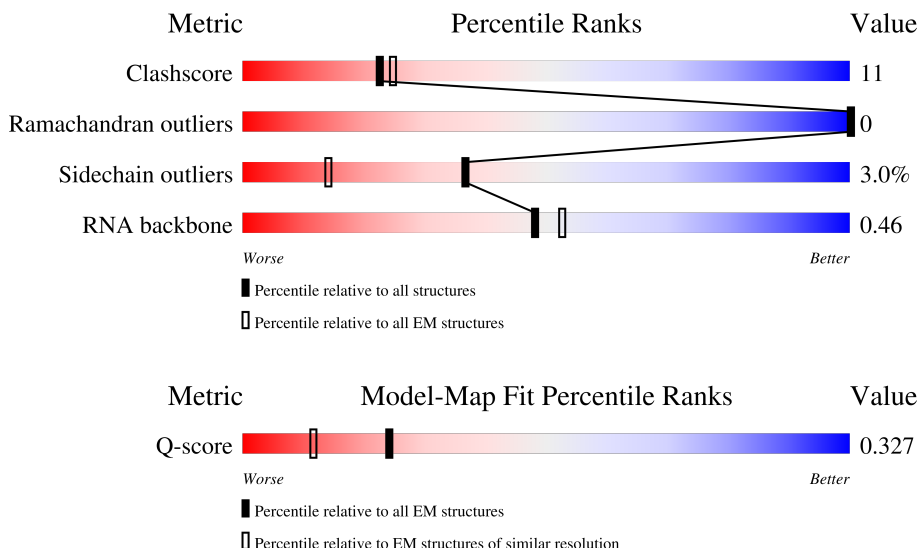 Metric Percentile Ranks Value
Clashscore 11
Ramachandran outliers 0
Sidechain outliers 3.0%
RNA backbone 0.46
Worse Better
Percentile relative to all structures
Percentile relative to all EM structures
Metric Model-Map Fit Percentile Ranks Value
Q-score 0.327
Worse Better
Percentile relative to all EM structures
Percentile relative to EM structures of similar resolution